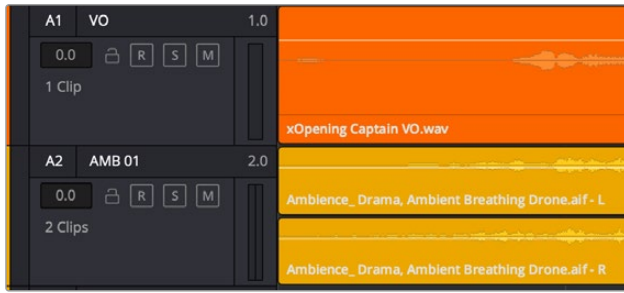 A1 VO 1.0
0.0 R S M
1 Clip
xOpening Captain VO.wav
A2 AMB 01 2.0
0.0 R S M
Ambience_ Drama, Ambient Breathing Drone.aif - L
2 Clips
Ambience_ Drama, Ambient Breathing Drone.aif - R